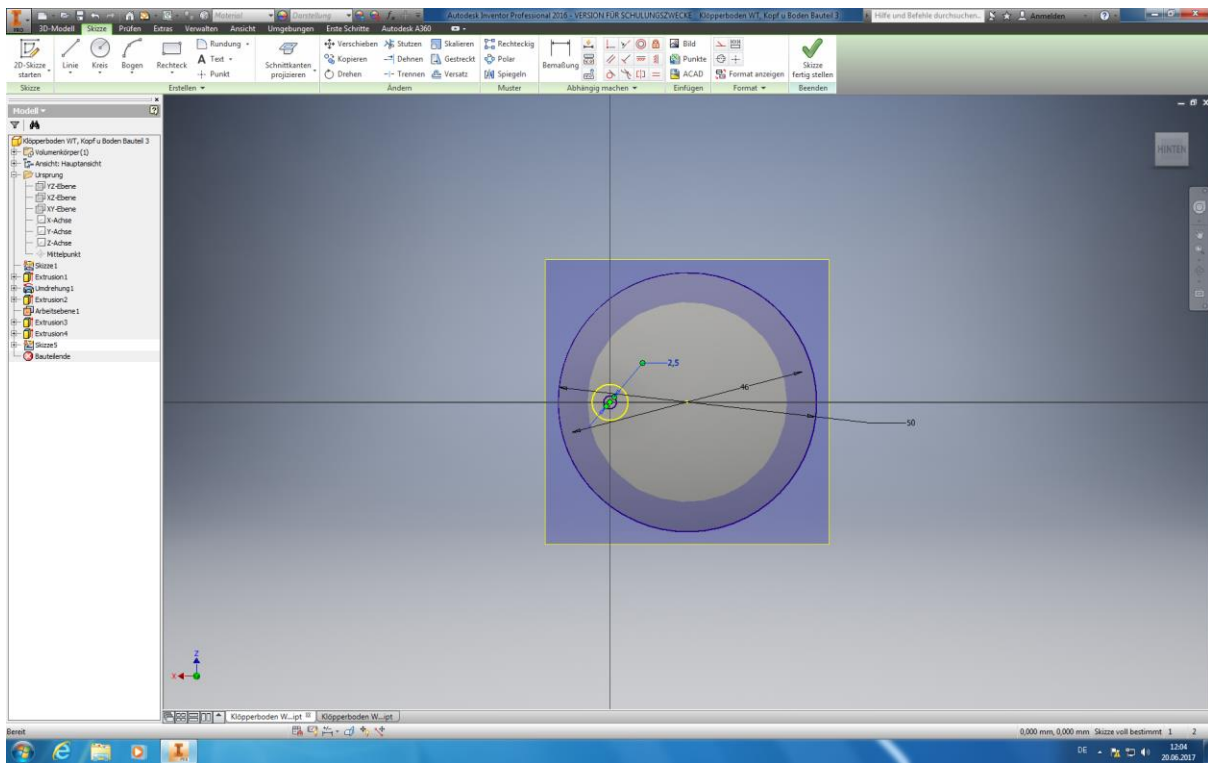 Material
Darstellung
Autodesk Inventor Professional 2016 - VERSION FÜR SCHULUNGSZWECKE Klöpperboden WT, Kopf u Boden Bauteil 3
Hilfe und Befehle durchsuchen...
Anmelden
PRO
3D-Modell Skizze Prüfen Extras Verwalten Ansicht Umgebungen Erste Schritte Autodesk A360
2D-Skizze starten
Linie
Kreis
Bogen
Rechteck
Rundung
Text
Punkt
Schnittkanten projizieren
Verschieben
Kopieren
Drehen
Stutzen
Dehnen
Trennen
Skalieren
Gestreckt
Versatz
Rechteckig
Polar
Spiegeln
Bemaßung
Bild
Punkte
ACAD
Format anzeigen
Skizze fertig stellen
Skizze
Erstellen
Ändern
Muster
Abhängig machen
Einfügen
Format
Beenden
Modell
Klöpperboden WT, Kopf u Boden Bauteil 3
Volumenkörper(1)
Ansicht: Hauptansicht
Ursprung
YZ-Ebene
XZ-Ebene
XY-Ebene
X-Achse
Y-Achse
Z-Achse
Mittelpunkt
Skizze1
Extrusion1
Umdrehung1
Extrusion2
Arbeitsebene1
Extrusion3
Extrusion4
Skizze5
Bauteilende
HINTEN
2,5
46
50
Z
X
Klöpperboden W...ipt
Klöpperboden W...ipt
Bereit
0,000 mm, 0,000 mm Skizze voll bestimmt 1 2
DE
12:04
20.06.2017